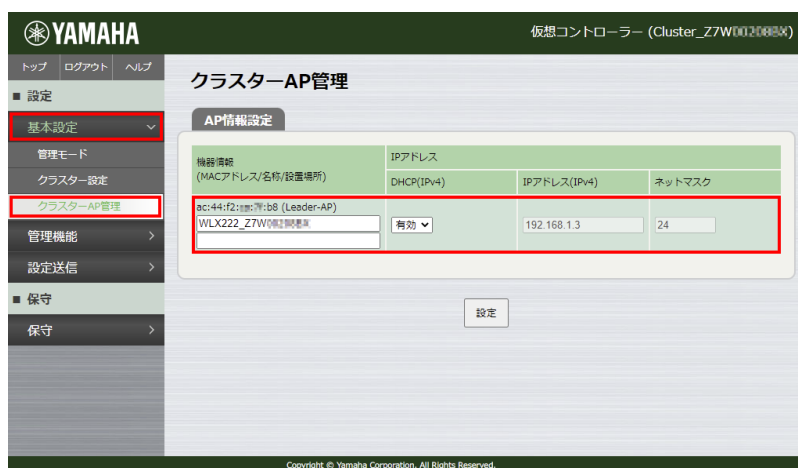 YAMAHA
仮想コントローラー (Cluster_Z7W
トップ ログアウト ヘルプ
クラスターAP管理
■ 設定
AP情報設定
基本設定
管理モード
クラスター設定
クラスターAP管理
管理機能
設定送信
■ 保守
保守
機器情報
(MACアドレス/名称/設置場所)
IPアドレス
DHCP(IPv4)
IPアドレス(IPv4)
ネットマスク
ac:44:f2: :b8 (Leader-AP)
WLX222_Z7W
有効
192.168.1.3
24
設定
Copyright © Yamaha Corporation. All Rights Reserved.